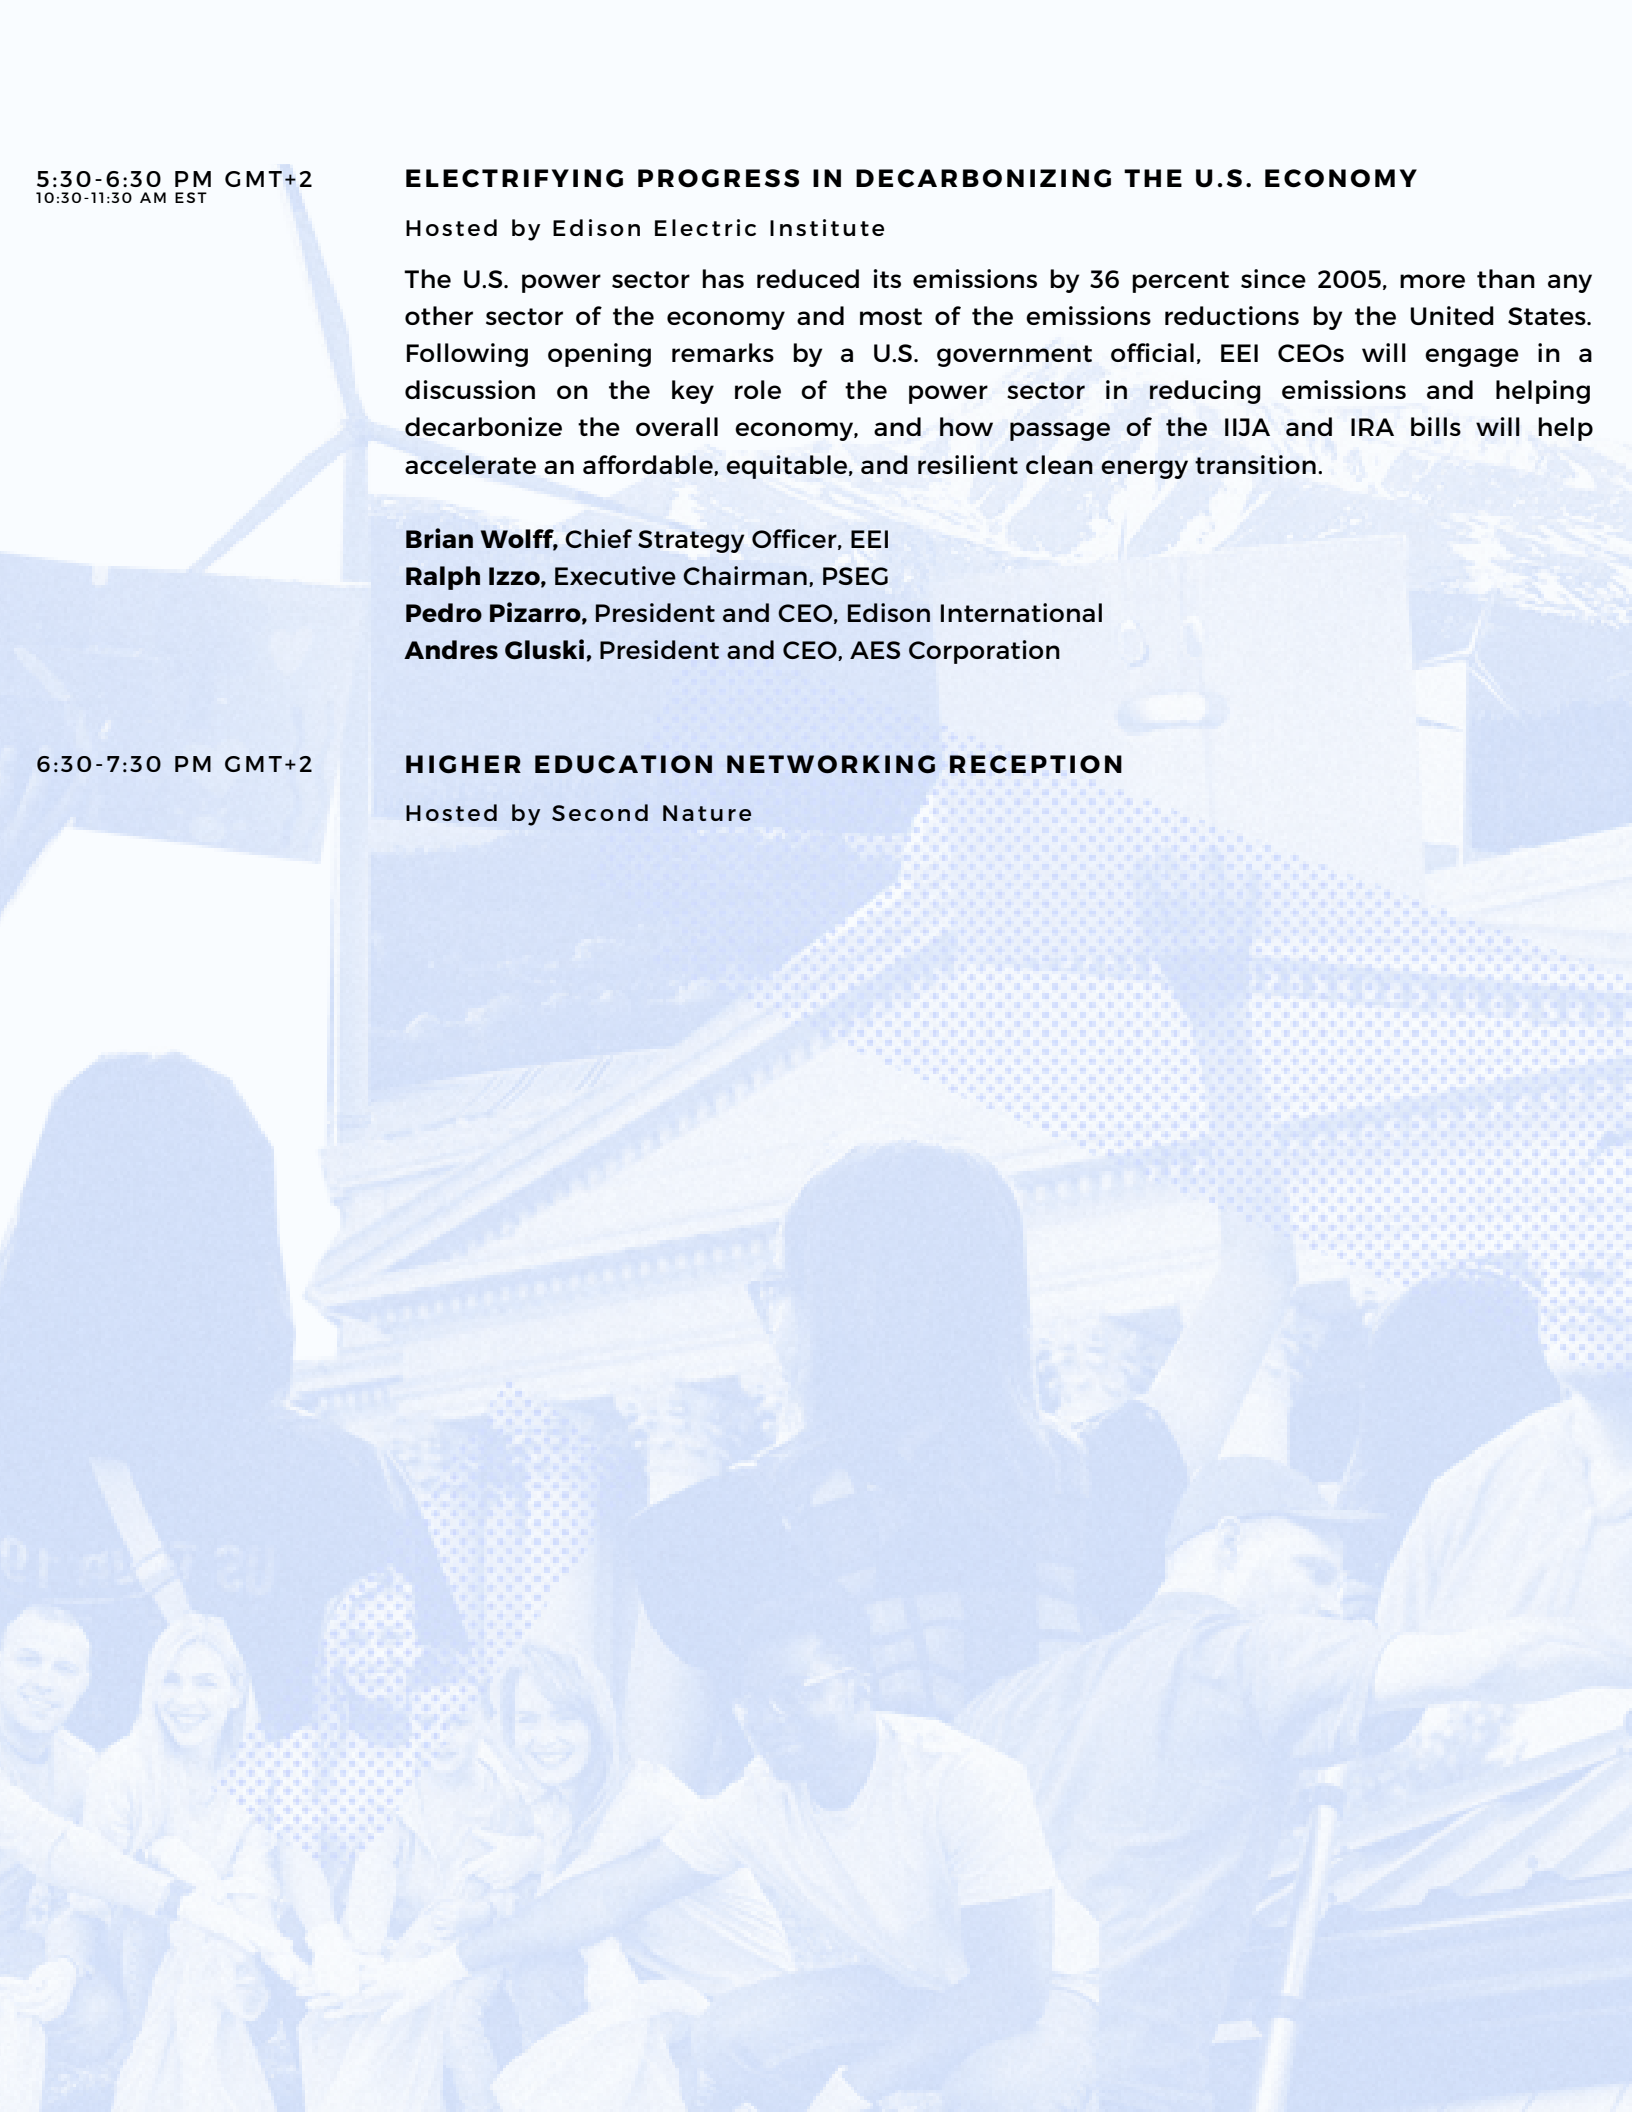 5:30-6:30 PM GMT+2
10:30-11:30 AM EST
ELECTRIFYING PROGRESS IN DECARBONIZING THE U.S. ECONOMY
Hosted by Edison Electric Institute
The U.S. power sector has reduced its emissions by 36 percent since 2005, more than any
other sector of the economy and most of the emissions reductions by the United States.
Following opening remarks by a U.S. government official, EEI CEOs will engage in a
discussion on the key role of the power sector in reducing emissions and helping
decarbonize the overall economy, and how passage of the IIJA and IRA bills will help
accelerate an affordable, equitable, and resilient clean energy transition.
Brian Wolff, Chief Strategy Officer, EEI
Ralph Izzo, Executive Chairman, PSEG
Pedro Pizarro, President and CEO, Edison International
Andres Gluski, President and CEO, AES Corporation
6:30-7:30 PM GMT+2
HIGHER EDUCATION NETWORKING RECEPTION
Hosted by Second Nature